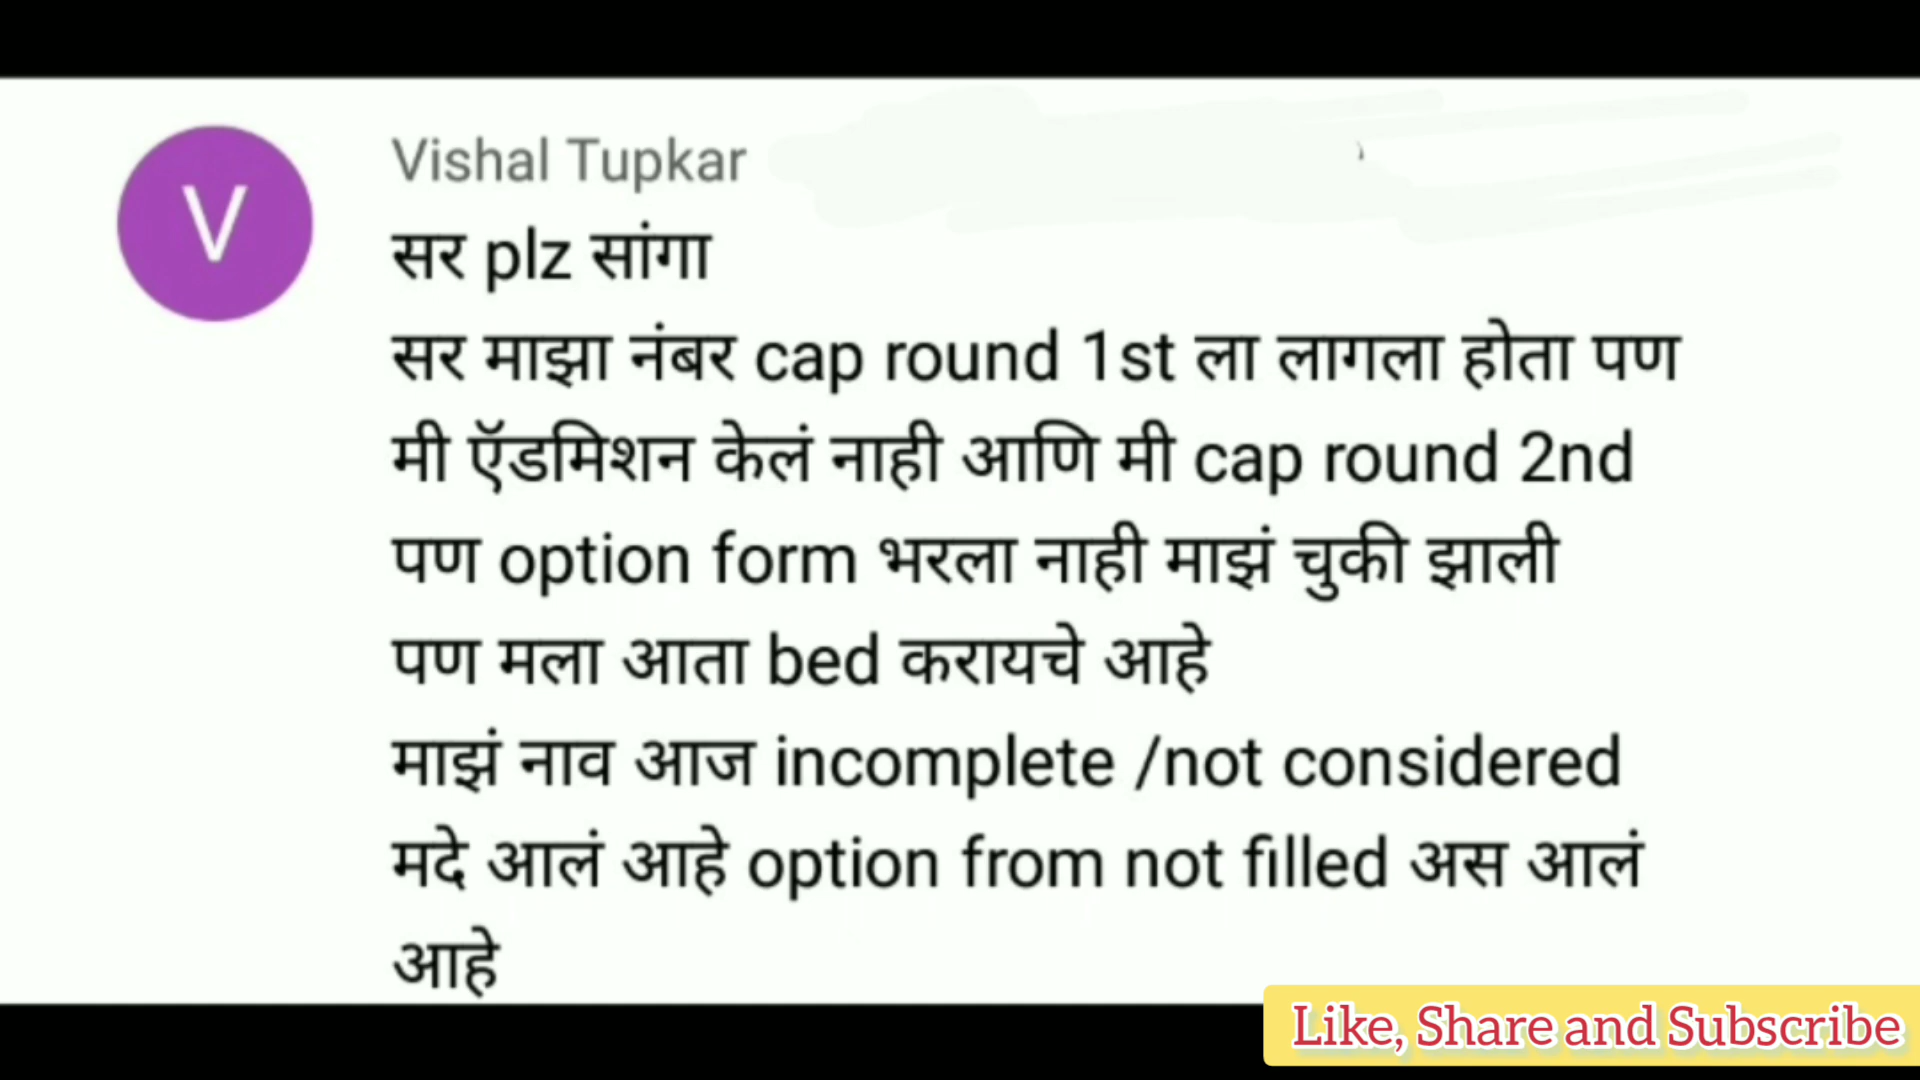 V
Vishal Tupkar
सर plz सांगा
सर माझा नंबर cap round 1st ला लागला होता पण
मी ऍडमिशन केलं नाही आणि मी cap round 2nd
पण option form भरला नाही माझं चुकी झाली
पण मला आता bed करायचे आहे
माझं नाव आज incomplete /not considered
मदे आलं आहे option from not filled अस आलं
आहे
Like, Share and Subscribe